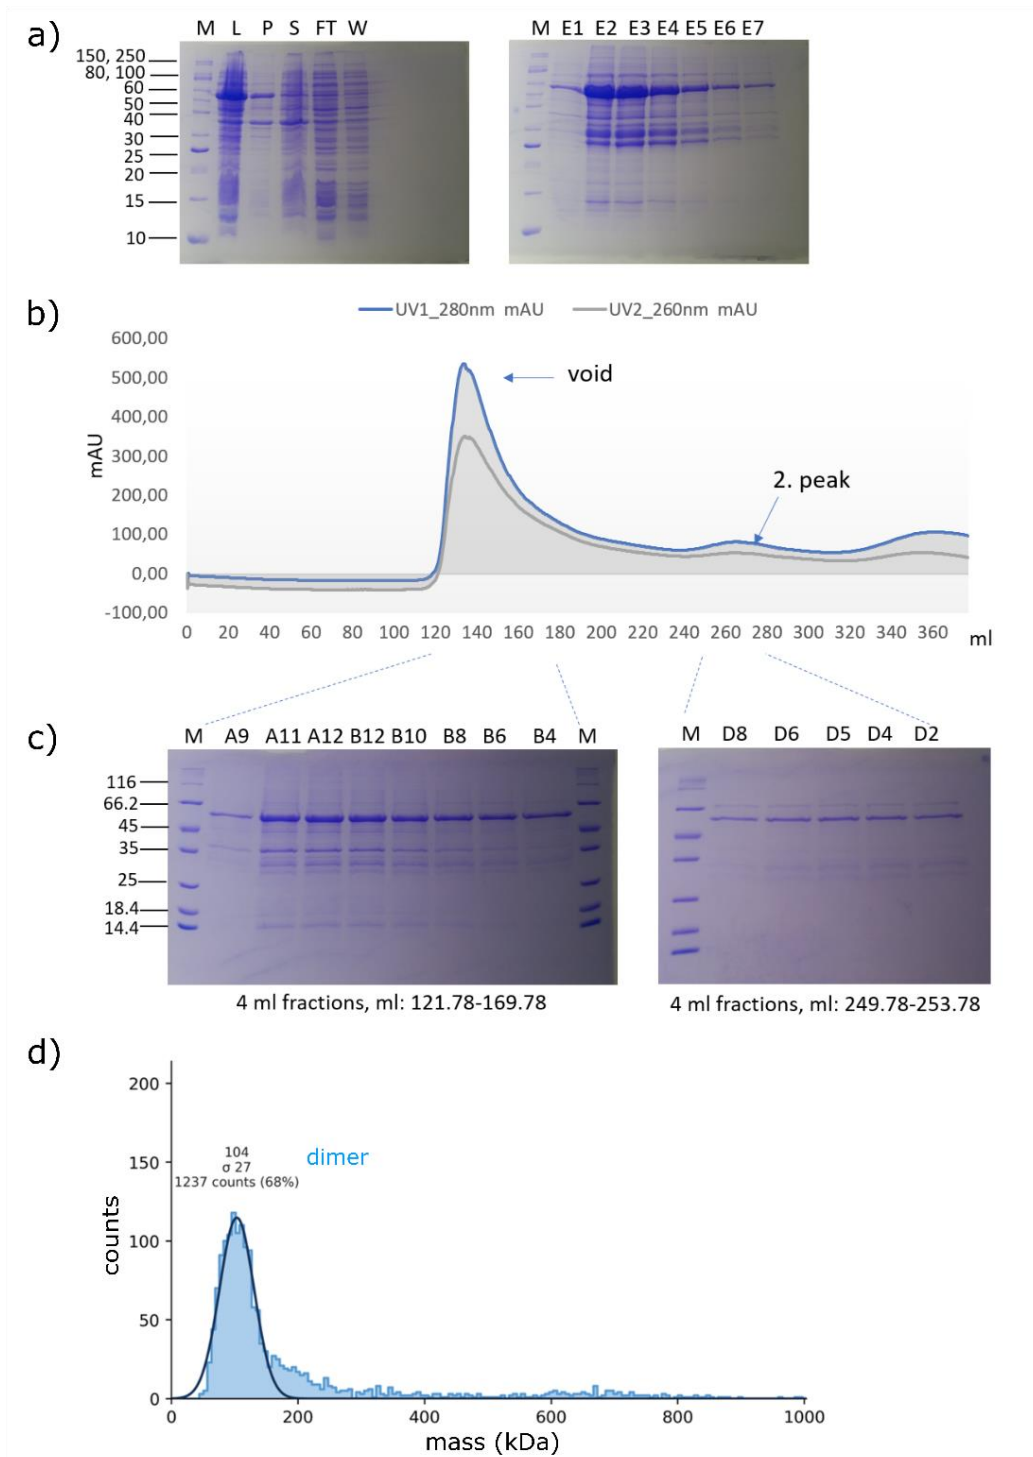 a)
M L P S FT W
M E1 E2 E3 E4 E5 E6 E7
150, 250
80, 100
60
50
40
30
25
20
15
10
b)
UV1_280nm mAU
UV2_260nm mAU
600,00
500,00
400,00
300,00
200,00
100,00
0,00
-100,00
mAU
void
2. peak
0 20 40 60 80 100 120 140 160 180 200 220 240 260 280 300 320 340 360 ml
c)
M A9 A11 A12 B12 B10 B8 B6 B4 M
M D8 D6 D5 D4 D2
116
66.2
45
35
25
18.4
14.4
4 ml fractions, ml: 121.78-169.78
4 ml fractions, ml: 249.78-253.78
d)
200
150
100
50
0
counts
104
σ 27
1237 counts (68%)
dimer
0 200 400 600 800 1000
mass (kDa)